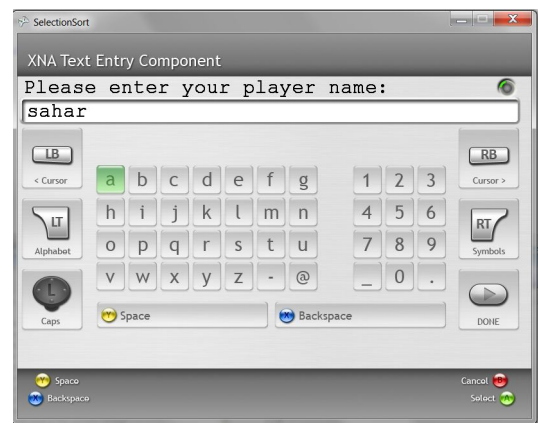 SelectionSort
XNA Text Entry Component
Please enter your player name:
sahar
LB
< Cursor
RB
Cursor >
a b c d e f g 1 2 3
h i j k l m n 4 5 6
o p q r s t u 7 8 9
v w x y z - @ _ 0 .
LT
Alphabet
RT
Symbols
L
Caps
Y Space
X Backspace
DONE
Y Space
X Backspace
Cancel B
Select A